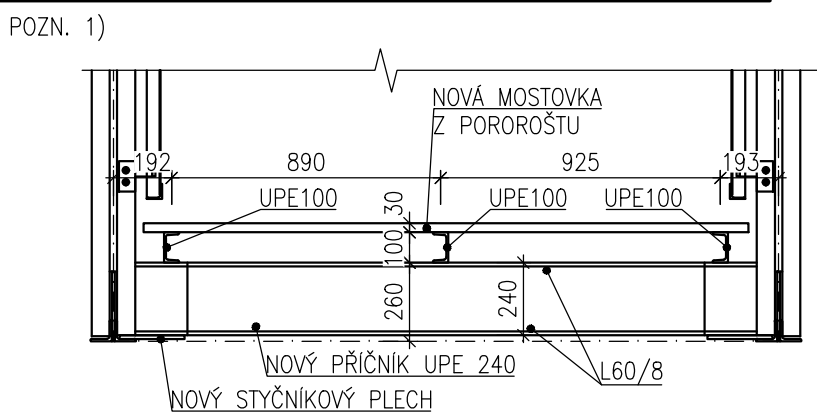 POZN. 1)
NOVÁ MOSTOVKA
Z POROROŠTU
192
890
925
193
UPE100
30
UPE100
UPE100
100
260
240
NOVÝ PŘÍČNÍK UPE 240
L60/8
NOVÝ STYČNÍKOVÝ PLECH